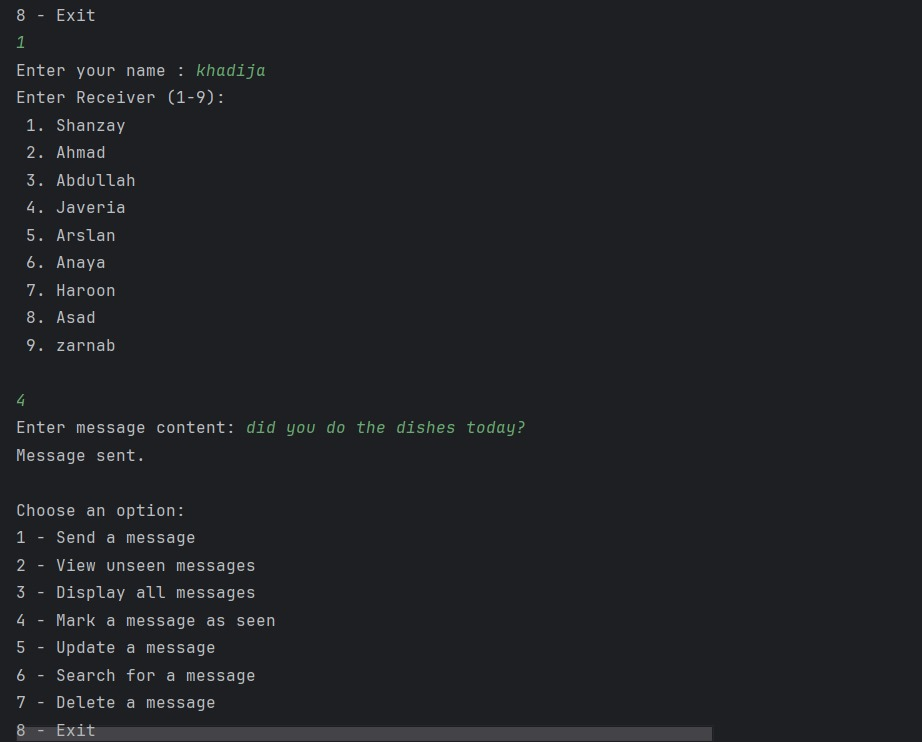 8 - Exit
1
Enter your name : khadija
Enter Receiver (1-9):
1. Shanzay
2. Ahmad
3. Abdullah
4. Javeria
5. Arslan
6. Anaya
7. Haroon
8. Asad
9. zarnab
4
Enter message content: did you do the dishes today?
Message sent.
Choose an option:
1 - Send a message
2 - View unseen messages
3 - Display all messages
4 - Mark a message as seen
5 - Update a message
6 - Search for a message
7 - Delete a message
8 - Exit